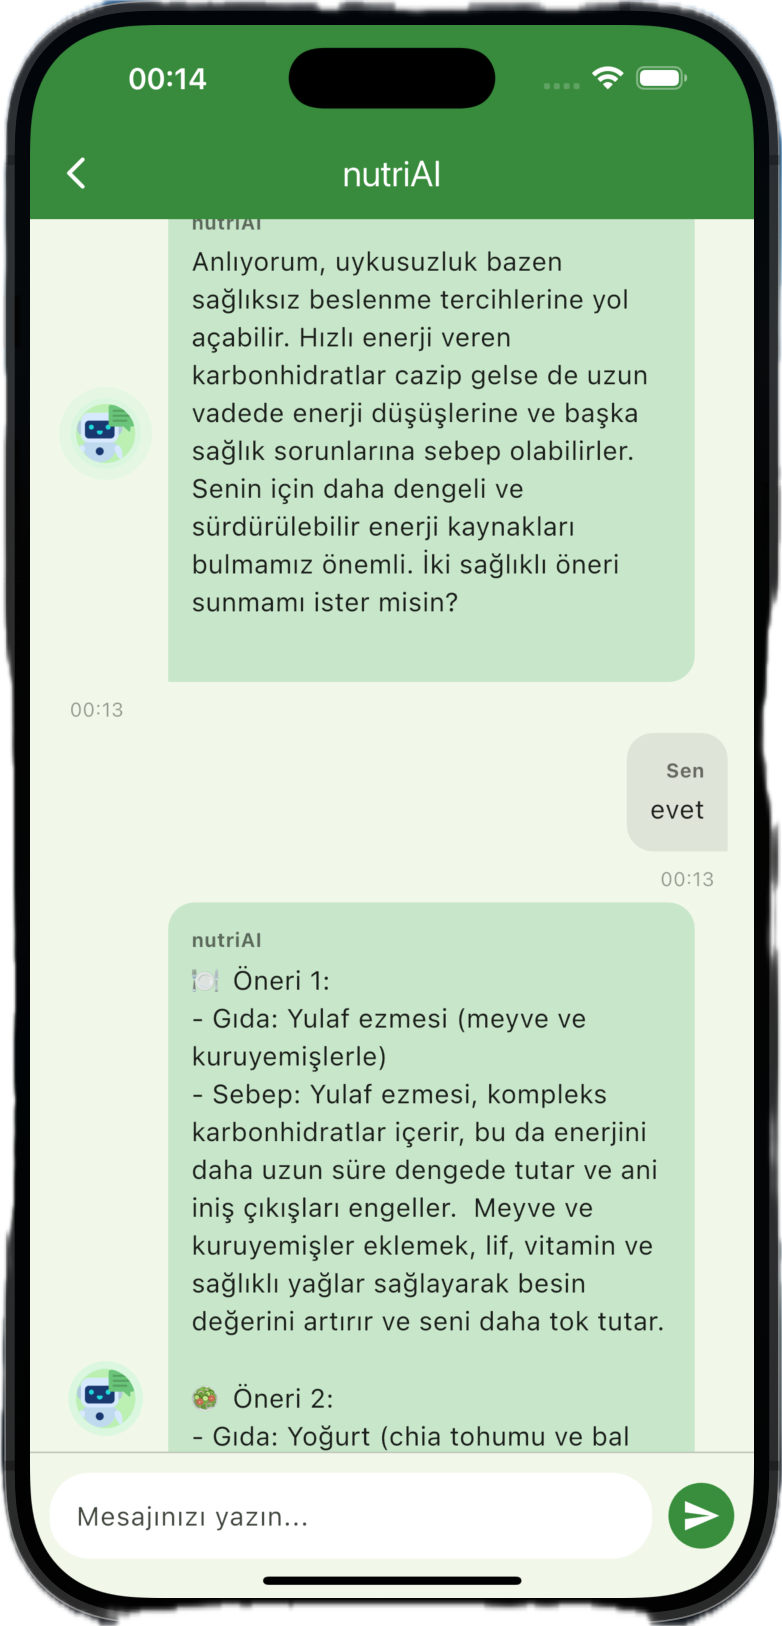 00:14
nutriAI
nutriAI
Anlıyorum, uykusuzluk bazen
sağlıksız beslenme tercihlerine yol
açabilir. Hızlı enerji veren
karbonhidratlar cazip gelse de uzun
vadede enerji düşüşlerine ve başka
sağlık sorunlarına sebep olabilirler.
Senin için daha dengeli ve
sürdürülebilir enerji kaynakları
bulmamız önemli. İki sağlıklı öneri
sunmamı ister misin?
00:13
Sen
evet
00:13
nutriAI
🍽️ Öneri 1:
- Gıda: Yulaf ezmesi (meyve ve
kuruyemişlerle)
- Sebep: Yulaf ezmesi, kompleks
karbonhidratlar içerir, bu da enerjini
daha uzun süre dengede tutar ve ani
iniş çıkışları engeller.  Meyve ve
kuruyemişler eklemek, lif, vitamin ve
sağlıklı yağlar sağlayarak besin
değerini artırır ve seni daha tok tutar.
🥗 Öneri 2:
- Gıda: Yoğurt (chia tohumu ve bal
Mesajınızı yazın...